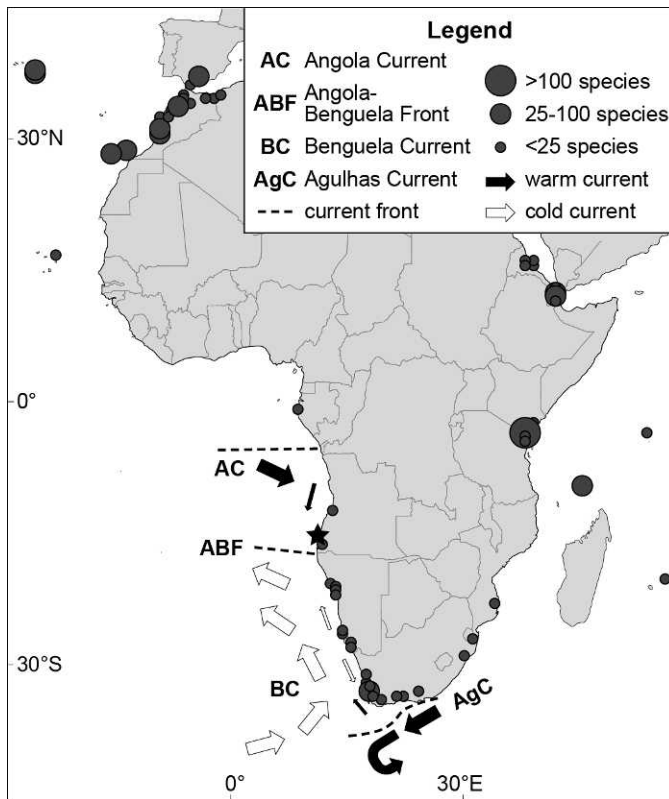 Legend
AC Angola Current
ABF Angola-
Benguela Front
BC Benguela Current
AgC Agulhas Current
current front
>100 species
25-100 species
<25 species
warm current
cold current
30°N
0°
30°S
AC
ABF
BC
AgC
0°
30°E